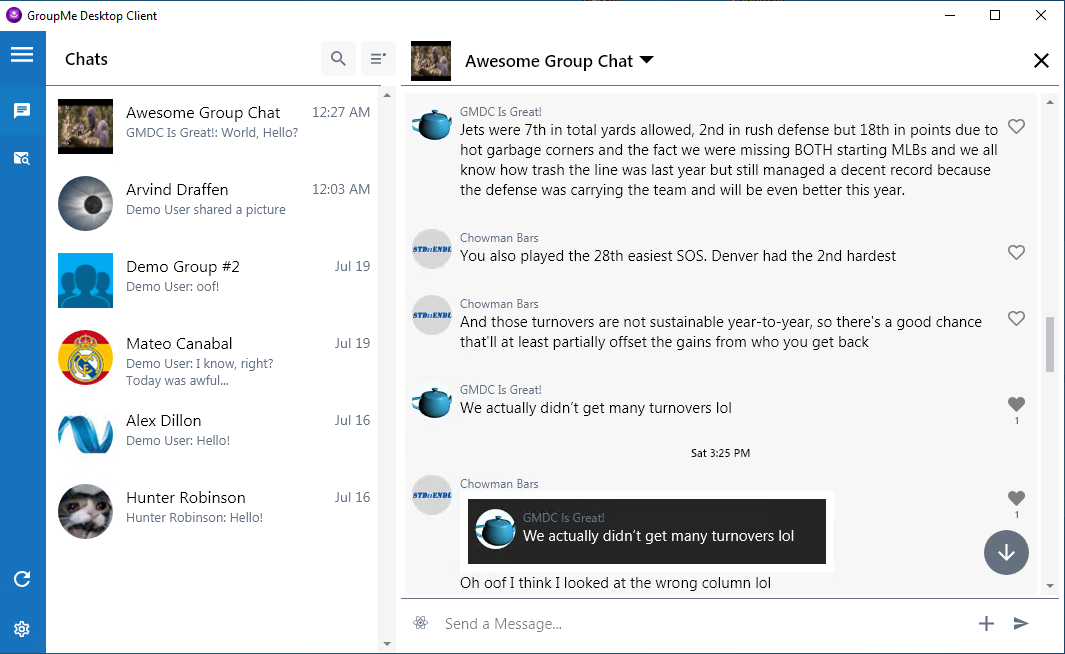 GroupMe Desktop Client
Chats
Awesome Group Chat
12:27 AM
GMDC Is Great!: World, Hello?
Arvind Draffen
12:03 AM
Demo User shared a picture
Demo Group #2
Jul 19
Demo User: oof!
Mateo Canabal
Jul 19
Demo User: I know, right?
Today was awful...
Alex Dillon
Jul 16
Demo User: Hello!
Hunter Robinson
Jul 16
Hunter Robinson: Hello!
Awesome Group Chat
GMDC Is Great!
Jets were 7th in total yards allowed, 2nd in rush defense but 18th in points due to
hot garbage corners and the fact we were missing BOTH starting MLBs and we all
know how trash the line was last year but still managed a decent record because
the defense was carrying the team and will be even better this year.
STD::ENDL
Chowman Bars
You also played the 28th easiest SOS. Denver had the 2nd hardest
STD::ENDL
Chowman Bars
And those turnovers are not sustainable year-to-year, so there's a good chance
that'll at least partially offset the gains from who you get back
GMDC Is Great!
We actually didn't get many turnovers lol
1
Sat 3:25 PM
STD::ENDL
Chowman Bars
1
GMDC Is Great!
We actually didn't get many turnovers lol
Oh oof I think I looked at the wrong column lol
Send a Message...